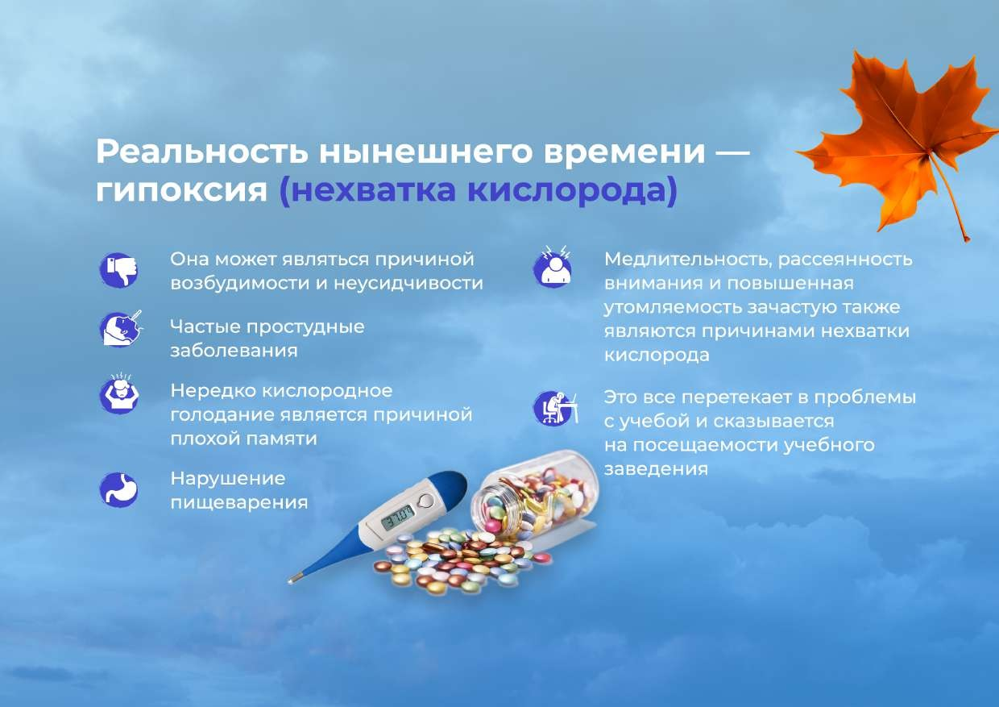 Реальность нынешнего времени —
гипоксия (нехватка кислорода)
Она может являться причиной
возбудимости и неусидчивости
Частые простудные
заболевания
Нередко кислородное
голодание является причиной
плохой памяти
Нарушение
пищеварения
Медлительность, рассеянность
внимания и повышенная
утомляемость зачастую также
являются причинами нехватки
кислорода
Это все перетекает в проблемы
с учебой и сказывается
на посещаемости учебного
заведения